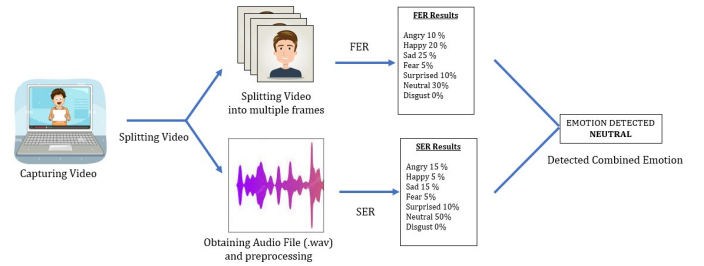 Capturing Video
Splitting Video
Splitting Video
into multiple frames
FER
FER Results
Angry 10 %
Happy 20 %
Sad 25 %
Fear 5%
Surprised 10%
Neutral 30%
Disgust 0%
Obtaining Audio File (.wav)
and preprocessing
SER
SER Results
Angry 15 %
Happy 5 %
Sad 15 %
Fear 5%
Surprised 10%
Neutral 50%
Disgust 0%
EMOTION DETECTED
NEUTRAL
Detected Combined Emotion